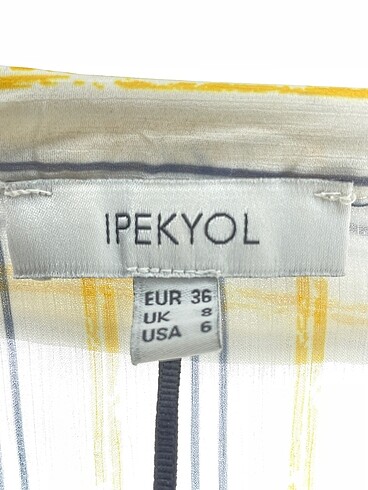 IPEKYOL
EUR 36
UK 8
USA 6